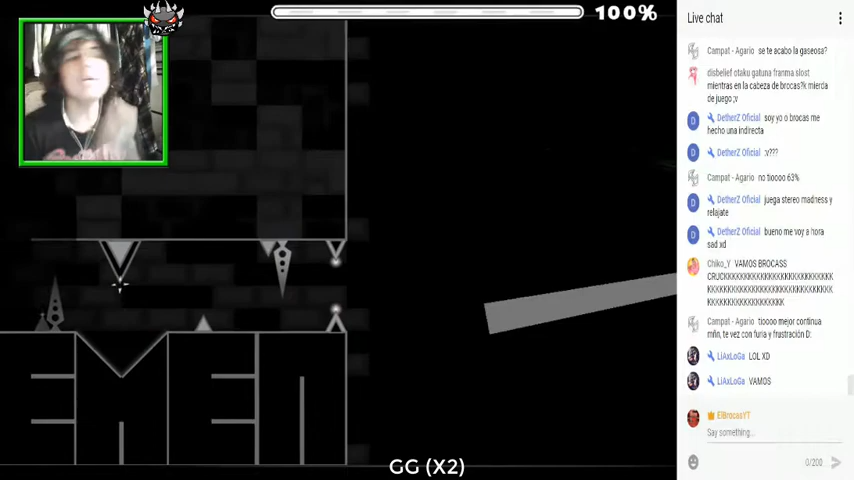 100%
Live chat
Campat - Agario se te acabo la gaseosa?
disbelief otaku gatuna franma slost
mientras en la cabeza de brocas?k mierda
de juego ;v
D DetherZ Oficial soy yo o brocas me
hecho una indirecta
D DetherZ Oficial :v???
Campat - Agario no tioooo 63%
D DetherZ Oficial juega stereo madness y
relajate
D DetherZ Oficial bueno me voy a hora
sad xd
Chiko_Y VAMOS BROCASS
Campat - Agario tioooo mejor continua
mñn, te vez con furia y frustración D:
LiAxLoGa LOL XD
LiAxLoGa VAMOS
ElBrocasYT
Say something...
0/200
GG (X2)